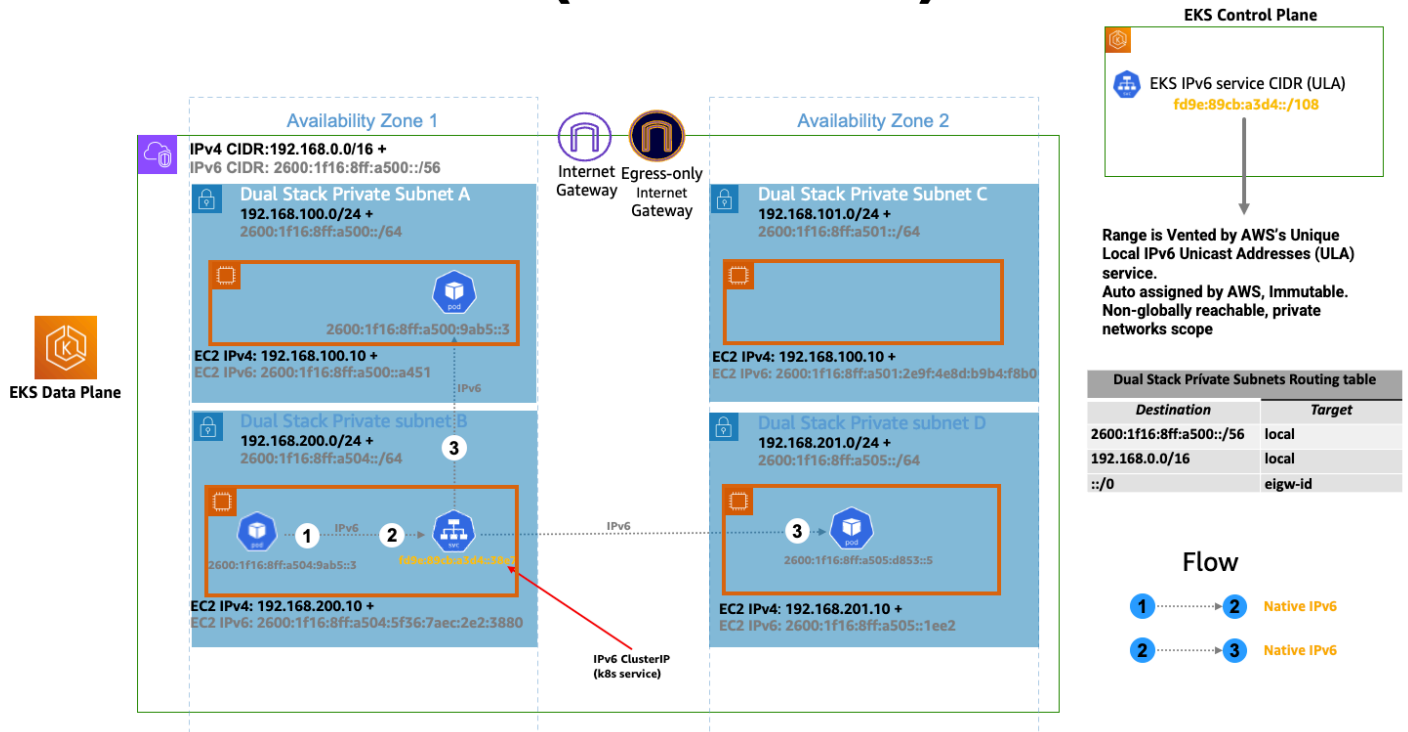 EKS Control Plane
EKS IPv6 service CIDR (ULA)
fd9e:89cb:a3d4::/108
Availability Zone 1
Availability Zone 2
IPv4 CIDR:192.168.0.0/16 +
IPv6 CIDR: 2600:1f16:8ff:a500::/56
Internet
Gateway
Egress-only
Internet
Gateway
Dual Stack Private Subnet A
192.168.100.0/24 +
2600:1f16:8ff:a500::/64
pod
2600:1f16:8ff:a500:9ab5::3
EC2 IPv4: 192.168.100.10 +
EC2 IPv6: 2600:1f16:8ff:a500::a451
IPv6
Dual Stack Private Subnet C
192.168.101.0/24 +
2600:1f16:8ff:a501::/64
EC2 IPv4: 192.168.100.10 +
EC2 IPv6: 2600:1f16:8ff:a501:2e9f:4e8d:b9b4:f8b0
Range is Vented by AWS's Unique
Local IPv6 Unicast Addresses (ULA)
service.
Auto assigned by AWS, Immutable.
Non-globally reachable, private
networks scope
EKS Data Plane
Dual Stack Private subnet B
192.168.200.0/24 +
2600:1f16:8ff:a504::/64
3
pod
1
IPv6
2
svc
2600:1f16:8ff:a504:9ab5::3
EC2 IPv4: 192.168.200.10 +
EC2 IPv6: 2600:1f16:8ff:a504:5f36:7aec:2e2:3880
IPv6
Dual Stack Private subnet D
192.168.201.0/24 +
2600:1f16:8ff:a505::/64
3
pod
2600:1f16:8ff:a505:d853::5
EC2 IPv4: 192.168.201.10 +
EC2 IPv6: 2600:1f16:8ff:a505::1ee2
IPv6 ClusterIP
(k8s service)
Dual Stack Private Subnets Routing table
Destination Target
2600:1f16:8ff:a500::/56 local
192.168.0.0/16 local
::/0 eigw-id
Flow
1 2 Native IPv6
2 3 Native IPv6